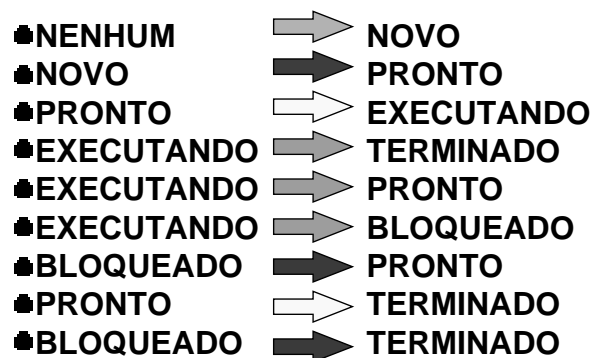 NENHUM NOVO
NOVO PRONTO
PRONTO EXECUTANDO
EXECUTANDO TERMINADO
EXECUTANDO PRONTO
EXECUTANDO BLOQUEADO
BLOQUEADO PRONTO
PRONTO TERMINADO
BLOQUEADO TERMINADO